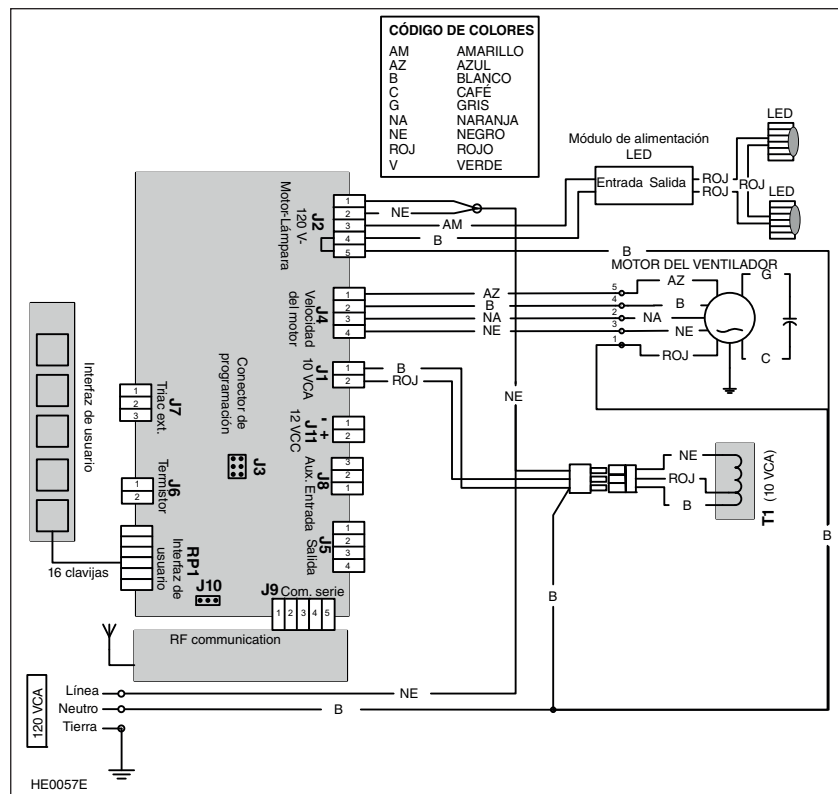 CÓDIGO DE COLORES
AM AMARILLO
AZ AZUL
B BLANCO
C CAFÉ
G GRIS
NA NARANJA
NE NEGRO
ROJ ROJO
V VERDE
LED
Módulo de alimentación
LED
Entrada Salida
ROJ
ROJ
ROJ
LED
J2
120 V-
Motor-Lámpara
1
2
3
4
5
NE
AM
B
B
MOTOR DEL VENTILADOR
J4
Velocidad
del motor
1
2
3
4
AZ
B
NA
NE
5
4
2
3
1
AZ
B
NA
NE
ROJ
G
C
J1
10 VCA
1
2
B
ROJ
NE
J11
- +
12 VCC
1
2
J8
Aux. Entrada
3
2
1
J5
Salida
1
2
3
4
Conector de
programación
J3
J7
Triac ext.
1
2
3
J6
Termistor
1
2
RP1
Interfaz de
usuario
J10
J9 Com. serie
1 2 3 4 5
Interfaz de usuario
16 clavijas
RF communication
NE
ROJ
B
T1 (10 VCA)
B
B
120 VCA
Línea
Neutro
Tierra
NE
B
HE0057E